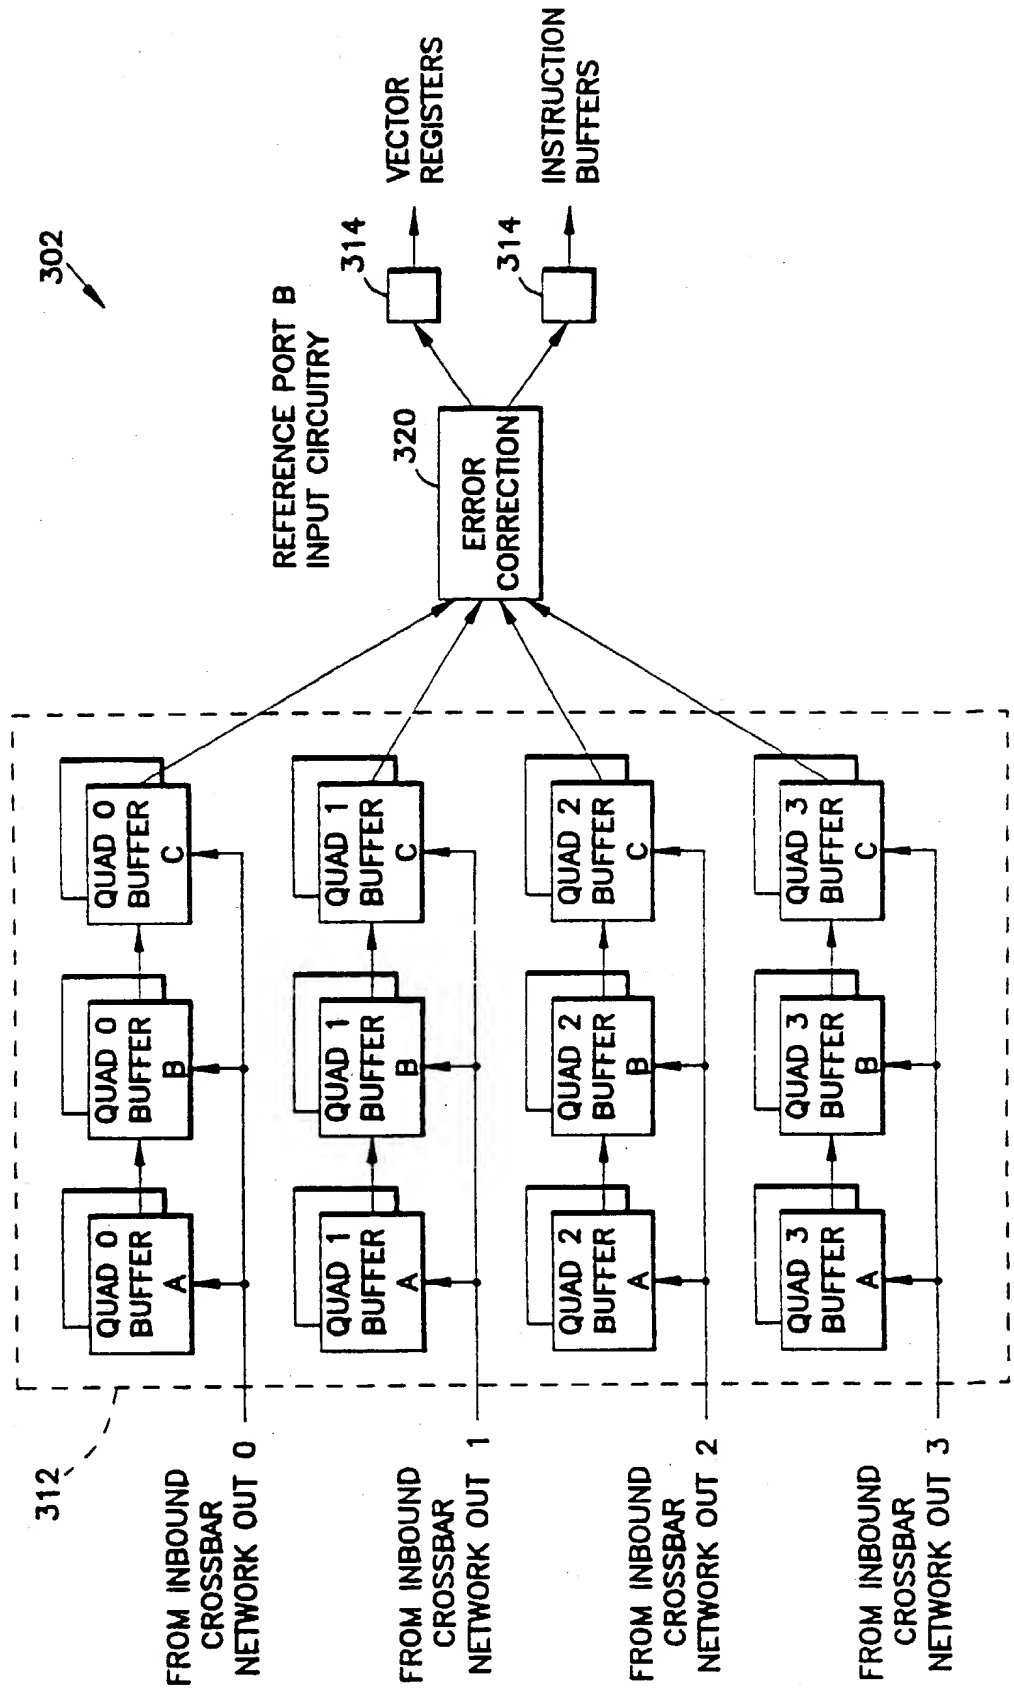 302
REFERENCE PORT B
INPUT CIRCUITRY
312
FROM INBOUND
CROSSBAR
NETWORK OUT 0
QUAD 0
BUFFER
A
QUAD 0
BUFFER
B
QUAD 0
BUFFER
C
FROM INBOUND
CROSSBAR
NETWORK OUT 1
QUAD 1
BUFFER
A
QUAD 1
BUFFER
B
QUAD 1
BUFFER
C
FROM INBOUND
CROSSBAR
NETWORK OUT 2
QUAD 2
BUFFER
A
QUAD 2
BUFFER
B
QUAD 2
BUFFER
C
FROM INBOUND
CROSSBAR
NETWORK OUT 3
QUAD 3
BUFFER
A
QUAD 3
BUFFER
B
QUAD 3
BUFFER
C
320
ERROR
CORRECTION
314
VECTOR
REGISTERS
314
INSTRUCTION
BUFFERS